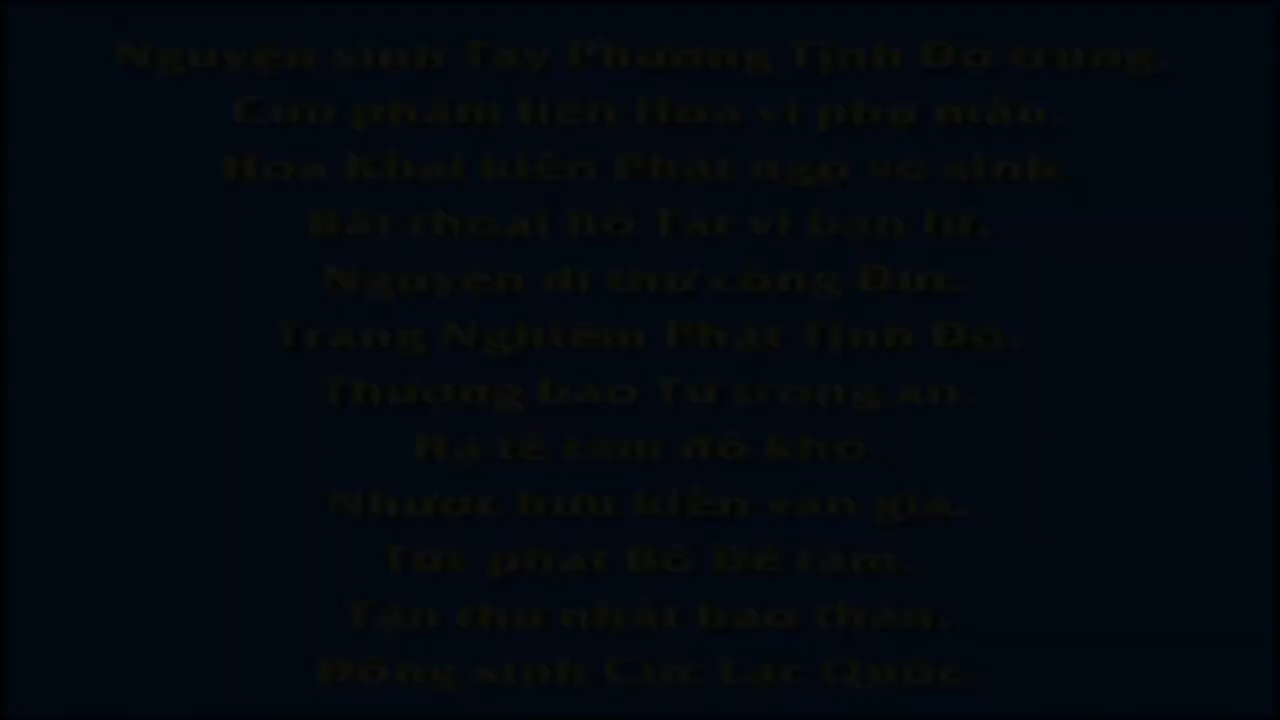 Nguyện sinh Tây Phương Tịnh Độ trung,
Cửu phẩm liên Hoa vi phụ mẫu.
Hoa Khai kiến Phật ngộ vô sinh
Bất thoái Bồ Tát vi bạn lữ.
Nguyện dĩ thử công Đức.
Trang Nghiêm Phật Tịnh Độ.
Thượng báo Tứ trọng ân.
Hạ tế tam đồ khổ
Nhược hữu kiến văn giả.
Tức phát Bồ Đề tâm.
Tận thử nhất báo thân.
Đồng sinh Cực Lạc Quốc.